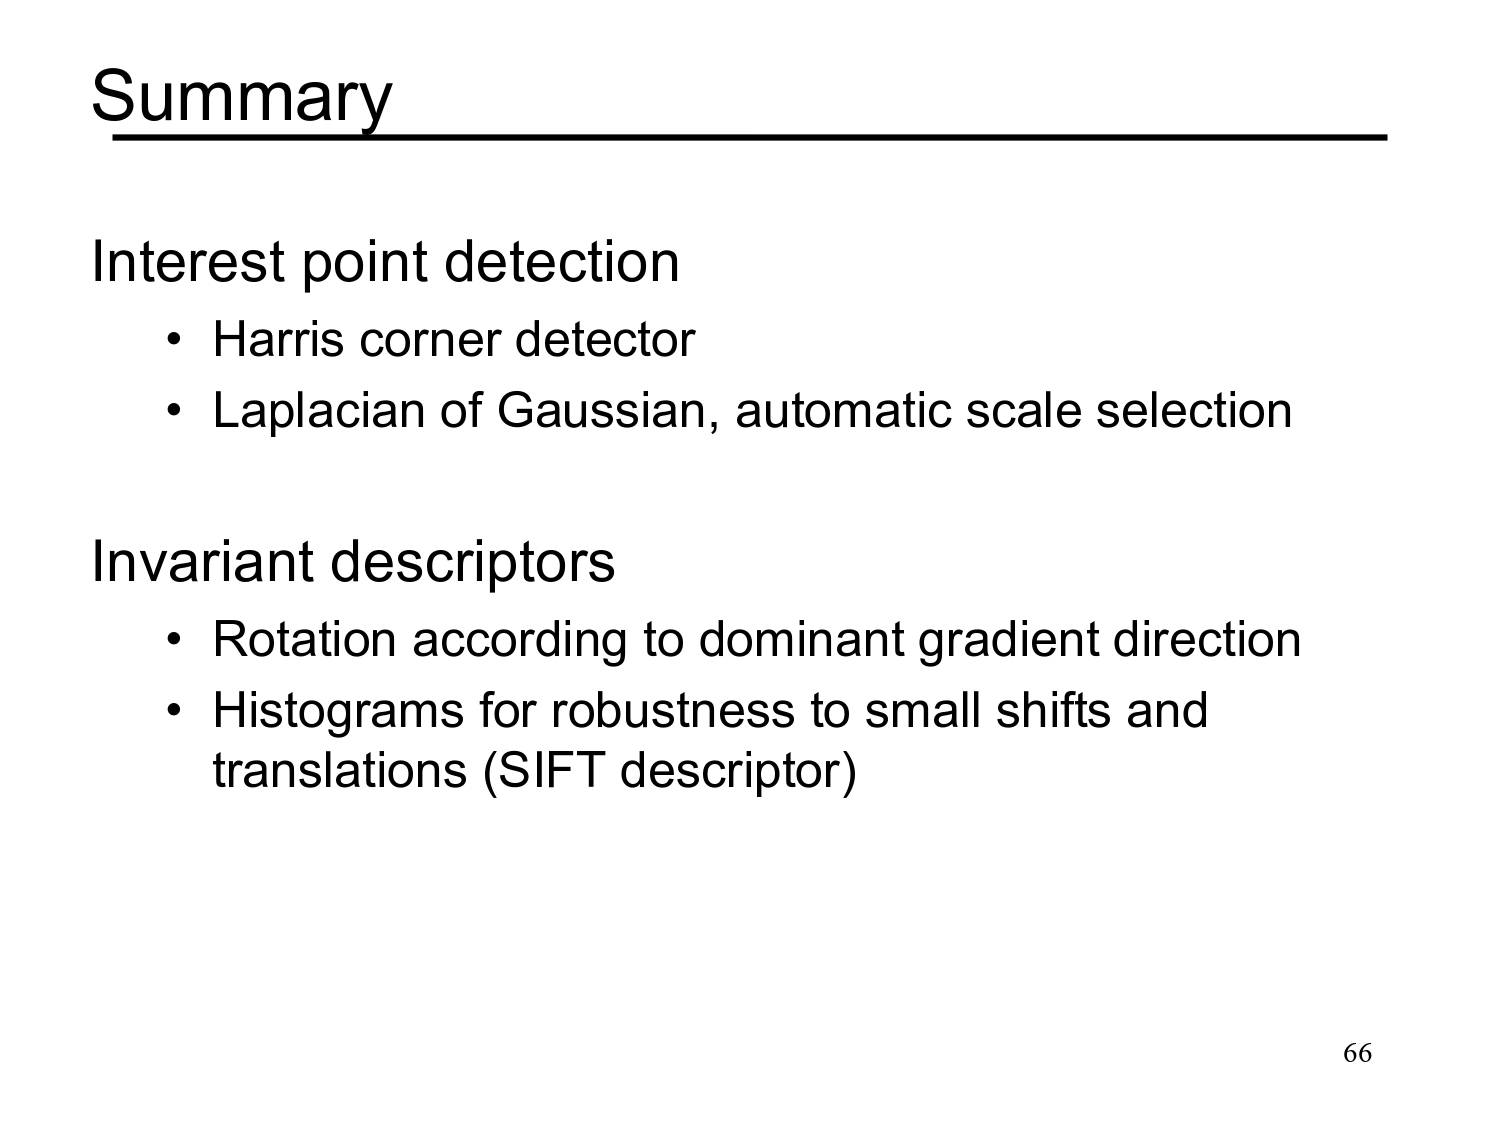 Summary
Interest point detection
• Harris corner detector
• Laplacian of Gaussian, automatic scale selection
Invariant descriptors
• Rotation according to dominant gradient direction
• Histograms for robustness to small shifts and
translations (SIFT descriptor)
66